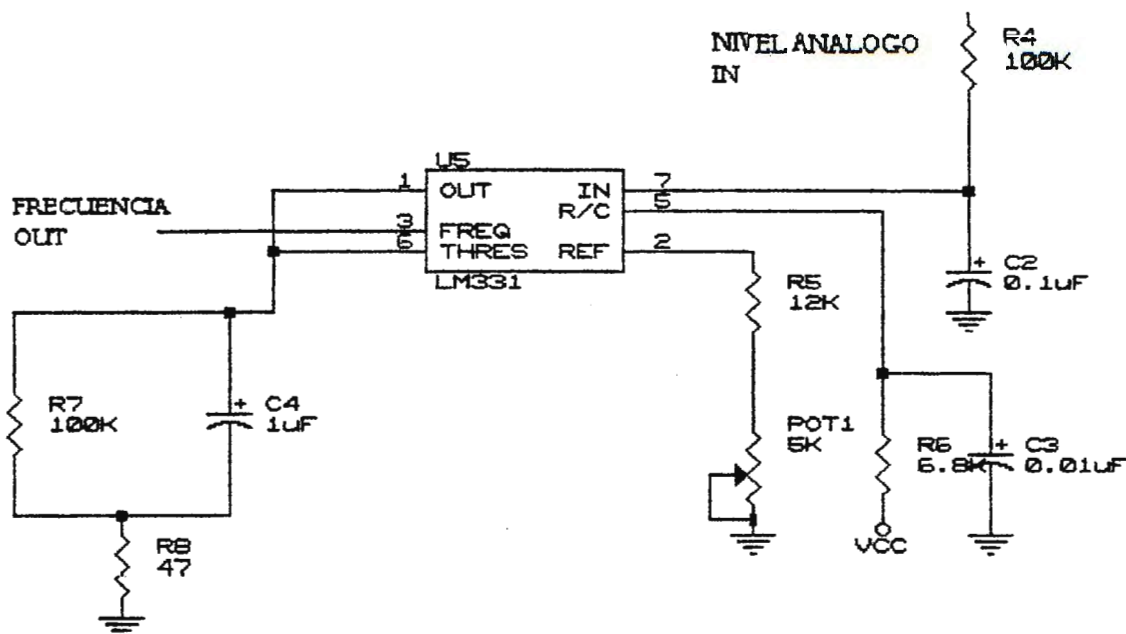 NIVEL ANALOGO
IN
R4
100K
U5
1
OUT
IN
7
R/C
5
FRECUENCIA
OUT
3
FREQ
6
THRES
REF
2
LM331
C2
0.1uF
R5
12K
R7
100K
C4
1uF
POT1
5K
R6
6.8K
C3
0.01uF
VCC
R8
47